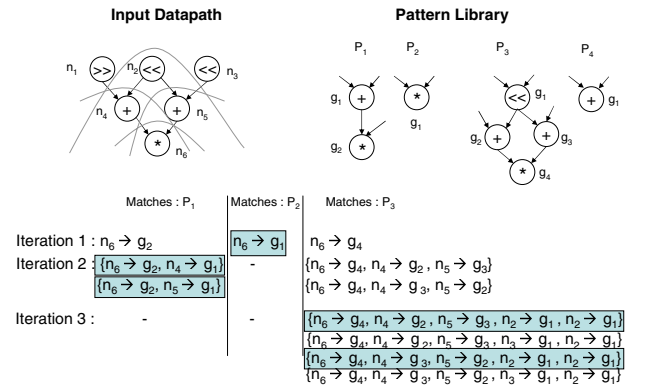 Input Datapath
Pattern Library
P1 P2 P3 P4
n1 >> n2 << << n3
n4 + + n5
* n6
g1 + * << g1 + g1
g1
g2 * g2 + + g3
* g4
Matches : P1 Matches : P2 Matches : P3
Iteration 1 : n6 → g2 n6 → g1 n6 → g4
Iteration 2 : {n6 → g2, n4 → g1} - {n6 → g4, n4 → g2 , n5 → g3}
{n6 → g2, n5 → g1} {n6 → g4, n4 → g3, n5 → g2}
Iteration 3 : - - {n6 → g4, n4 → g2 , n5 → g3, n2 → g1 , n2 → g1}
{n6 → g4, n4 → g2, n5 → g3, n3 → g1 , n2 → g1}
{n6 → g4, n4 → g3, n5 → g2, n2 → g1 , n2 → g1}
{n6 → g4, n4 → g3, n5 → g2, n3 → g1 , n2 → g1}